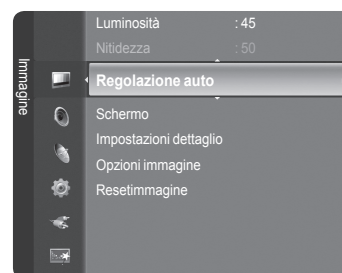 Immagine
Luminosità : 45
Nitidezza : 50
Regolazione auto
Schermo
Impostazioni dettaglio
Opzioni immagine
Resetimmagine